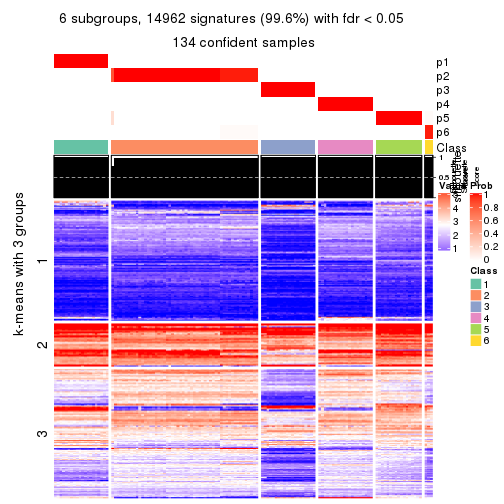 6 subgroups, 14962 signatures (99.6%) with fdr < 0.05
134 confident samples
p1
p2
p3
p4
p5
p6
Class
1
0.5
Silhouette
score
Value
4
3
2
1
Prob
1
0.8
0.6
0.4
0.2
0
Class
1
2
3
4
5
6
k-means with 3 groups
1
2
3